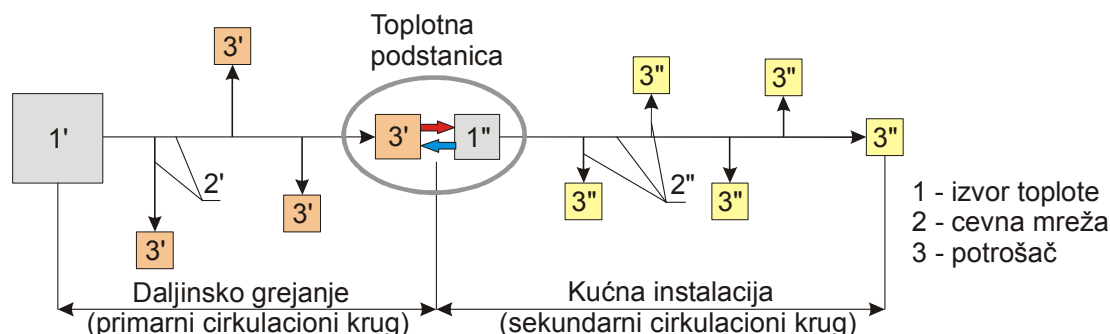 Toplotna
podstanica
3'
3"
3"
1'
3'
1"
3"
2'
3'
3"
2"
3"
3'
1 - izvor toplote
2 - cevna mreža
3 - potrošač
Daljinsko grejanje
(primarni cirkulacioni krug)
Kućna instalacija
(sekundarni cirkulacioni krug)